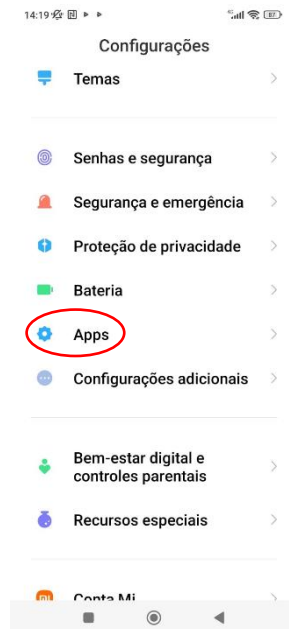 14:19
Configurações
Temas
Senhas e segurança
Segurança e emergência
Proteção de privacidade
Bateria
Apps
Configurações adicionais
Bem-estar digital e
controles parentais
Recursos especiais
Conta Mi